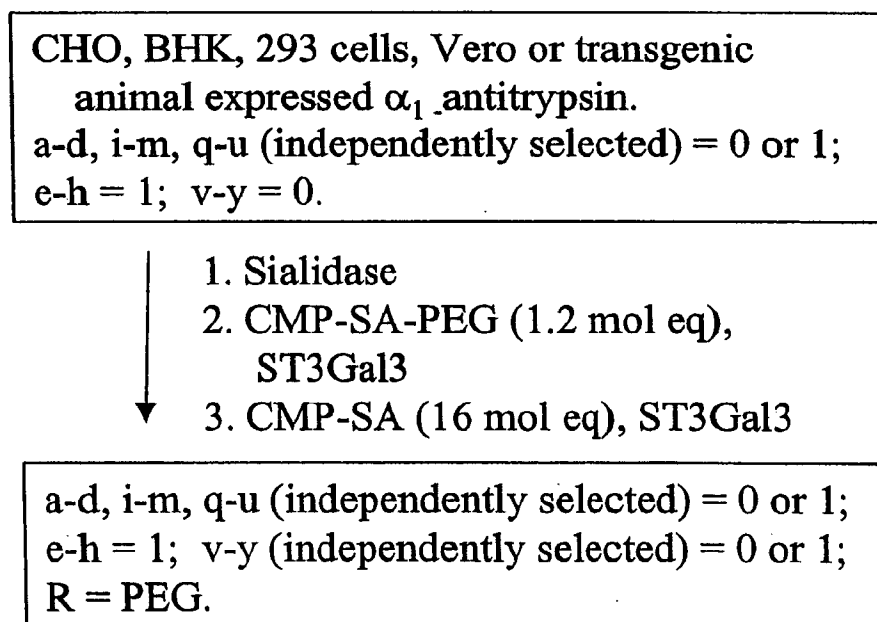 CHO, BHK, 293 cells, Vero or transgenic
animal expressed α₁ -antitrypsin.
a-d, i-m, q-u (independently selected) = 0 or 1;
e-h = 1; v-y = 0.
1. Sialidase
2. CMP-SA-PEG (1.2 mol eq),
ST3Gal3
3. CMP-SA (16 mol eq), ST3Gal3
a-d, i-m, q-u (independently selected) = 0 or 1;
e-h = 1; v-y (independently selected) = 0 or 1;
R = PEG.